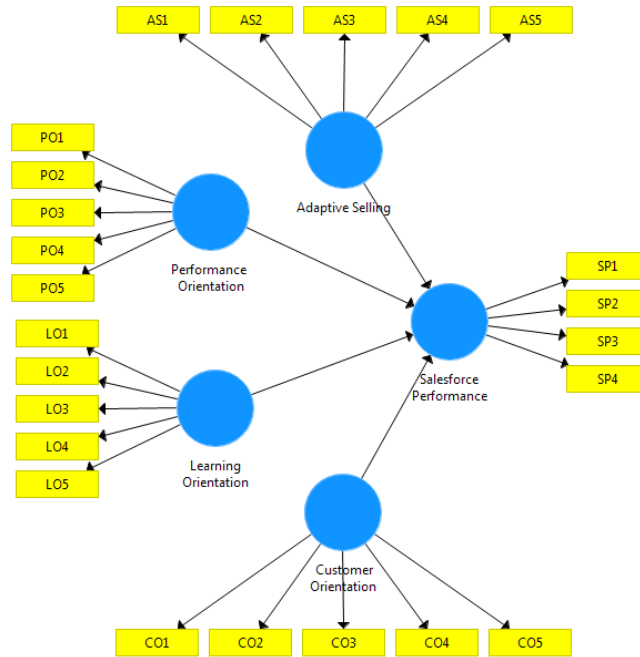 AS1 AS2 AS3 AS4 AS5
Adaptive Selling
PO1
PO2
PO3
PO4
PO5
Performance
Orientation
SP1
SP2
SP3
SP4
Salesforce
Performance
LO1
LO2
LO3
LO4
LO5
Learning
Orientation
Customer
Orientation
CO1 CO2 CO3 CO4 CO5